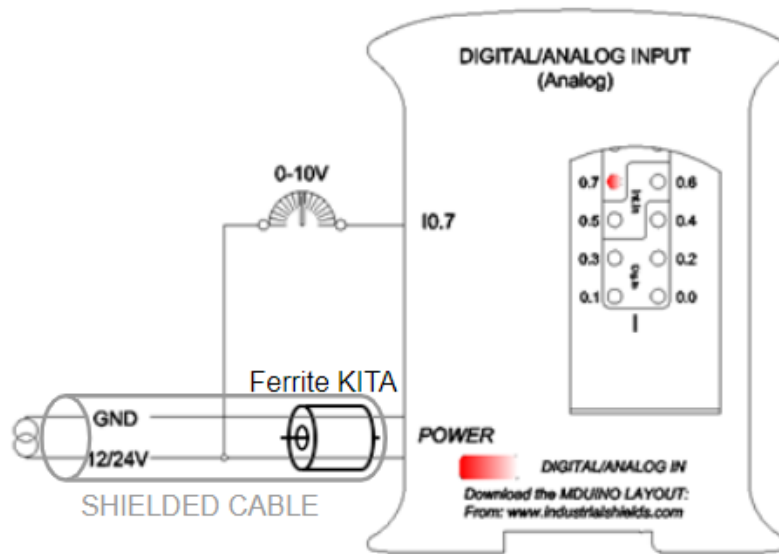 DIGITAL/ANALOG INPUT
(Analog)
0-10V
I0.7
0.7
0.6
0.5
0.4
0.3
0.2
0.1
0.0
I
Ferrite KITA
GND
12/24V
POWER
SHIELDED CABLE
DIGITAL/ANALOG IN
Download the MDUINO LAYOUT:
From: www.industrialshields.com